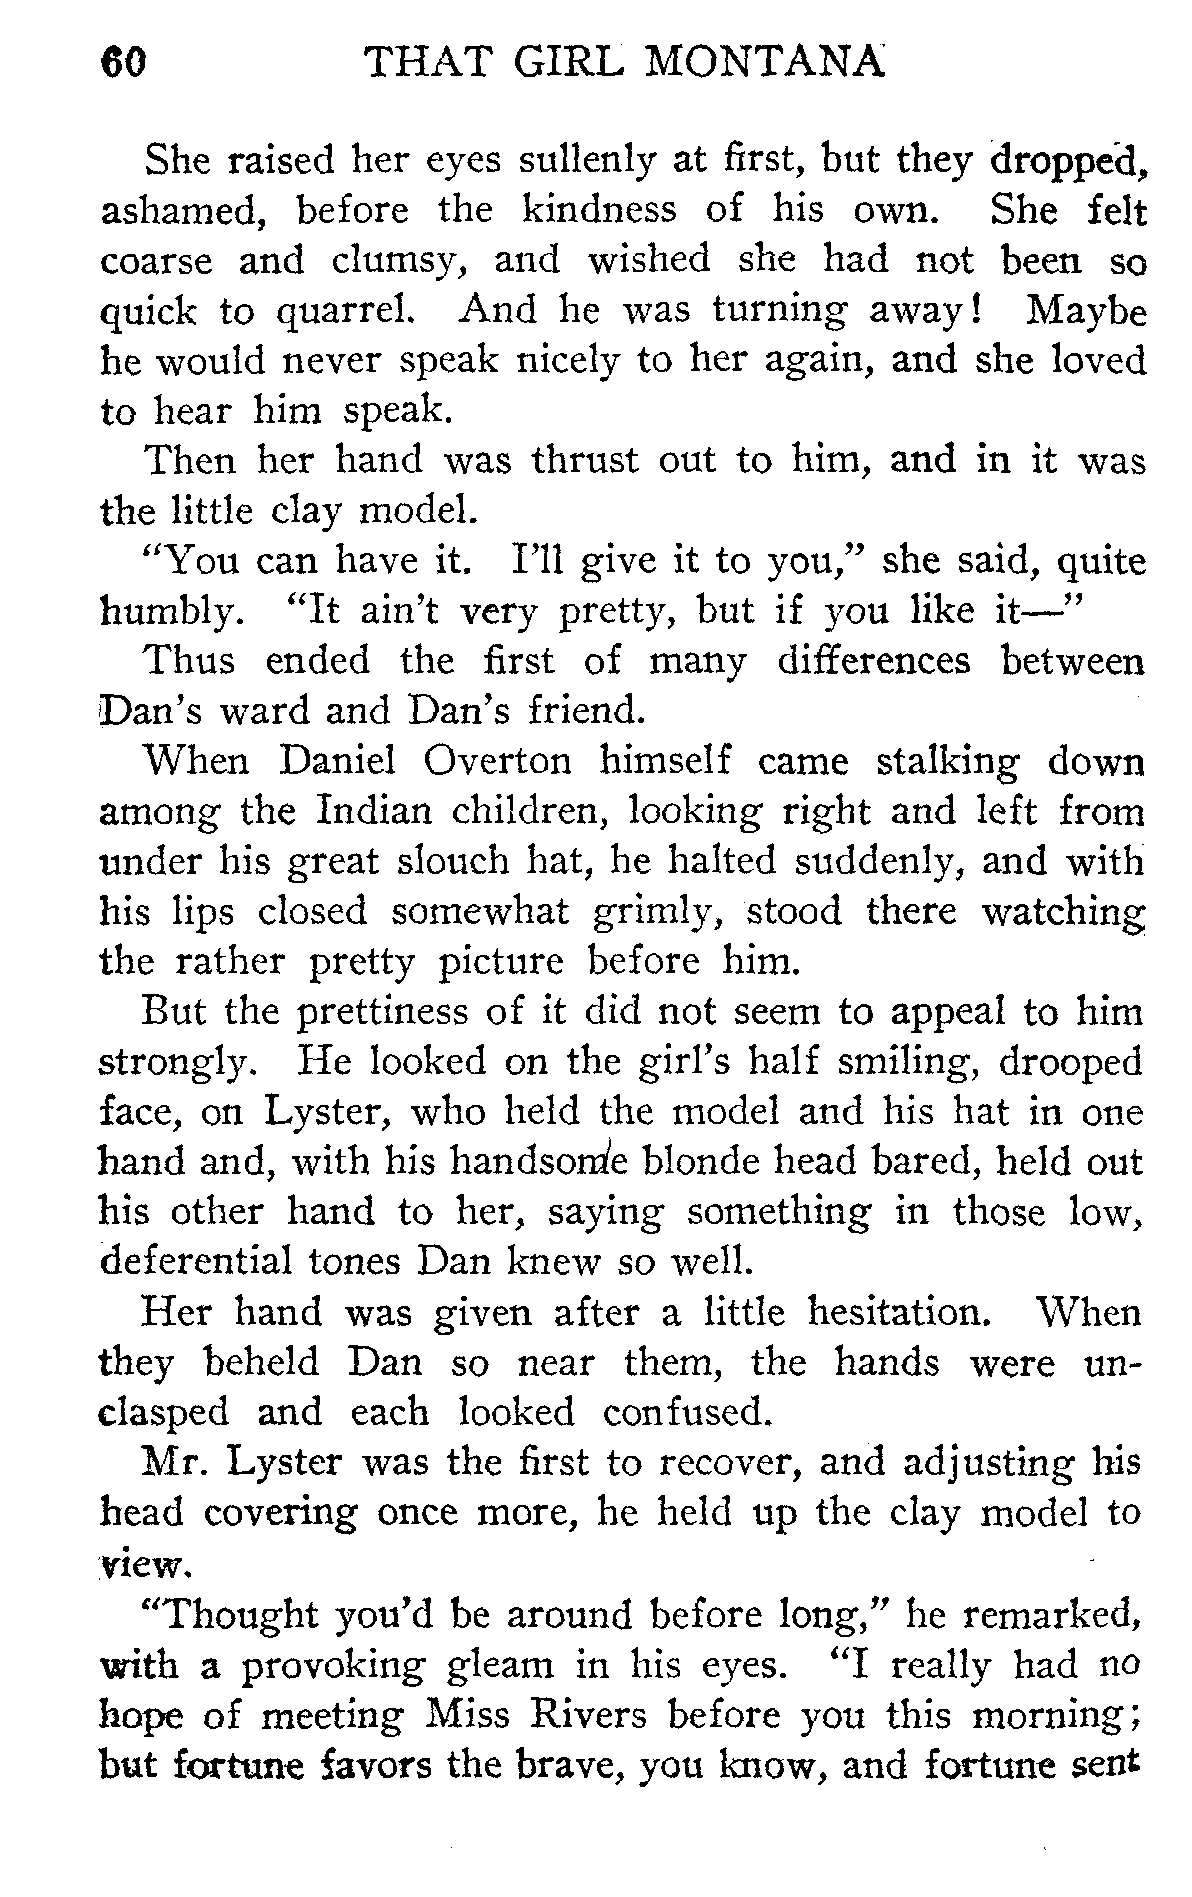 60 THAT GIRL MONTANA
She raised her eyes sullenly at first, but they dropped,
ashamed, before the kindness of his own. She felt
coarse and clumsy, and wished she had not been so
quick to quarrel. And he was turning away! Maybe
he would never speak nicely to her again, and she loved
to hear him speak.
Then her hand was thrust out to him, and in it was
the little clay model.
“You can have it. I’ll give it to you,” she said, quite
humbly. “It ain’t very pretty, but if you like it—”
Thus ended the first of many differences between
Dan’s ward and Dan’s friend.
When Daniel Overton himself came stalking down
among the Indian children, looking right and left from
under his great slouch hat, he halted suddenly, and with
his lips closed somewhat grimly, stood there watching
the rather pretty picture before him.
But the prettiness of it did not seem to appeal to him
strongly. He looked on the girl’s half smiling, drooped
face, on Lyster, who held the model and his hat in one
hand and, with his handsome blonde head bared, held out
his other hand to her, saying something in those low,
deferential tones Dan knew so well.
Her hand was given after a little hesitation. When
they beheld Dan so near them, the hands were un-
clasped and each looked confused.
Mr. Lyster was the first to recover, and adjusting his
head covering once more, he held up the clay model to
view.
“Thought you’d be around before long,” he remarked,
with a provoking gleam in his eyes. “I really had no
hope of meeting Miss Rivers before you this morning;
but fortune favors the brave, you know, and fortune sent